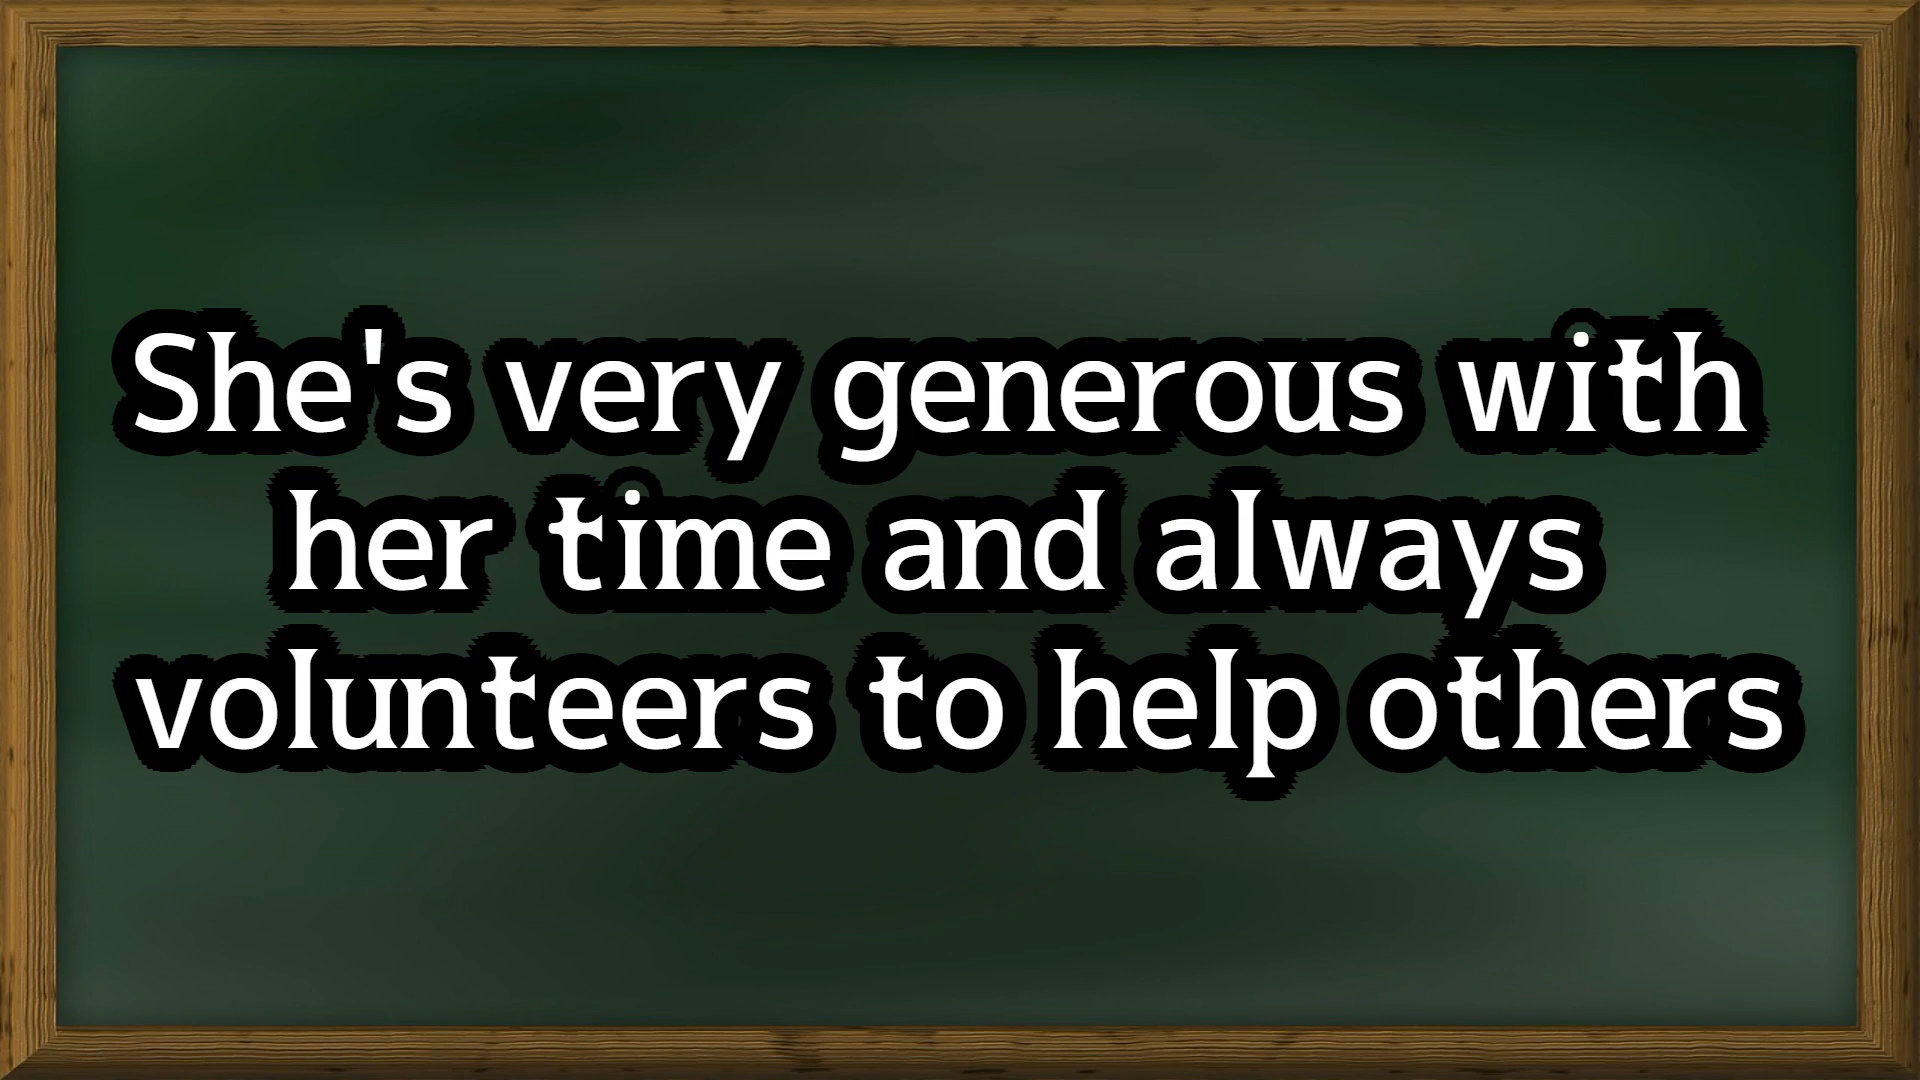 She's very generous with
her time and always
volunteers to help others